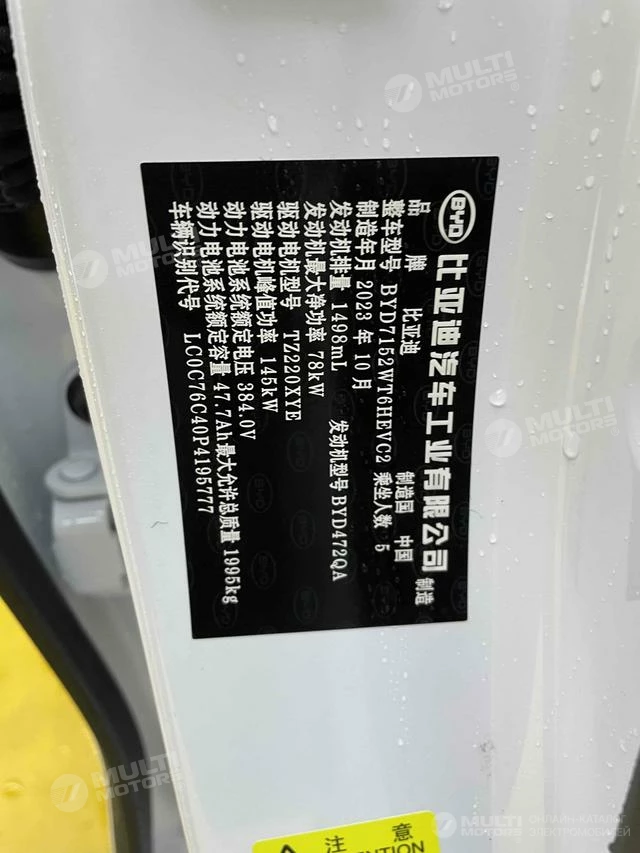 BYD 比亚迪汽车工业有限公司 制造
品 牌 比亚迪 制造国 中国
整车型号 BYD7152WT6HEVC2 乘坐人数 5
制造年月 2023 年 10 月
发动机排量 1498mL 发动机型号 BYD472QA
发动机最大净功率 78kW
驱动电机型号 TZ220XYE
驱动电机峰值功率 145kW
动力电池系统额定电压 384.0V
动力电池系统额定容量 47.7Ah 最大允许总质量 1995kg
车辆识别代号 LC0C76C40P4195777
注 意
MULTI MOTORS®
MULTI MOTORS
MULTI MOTORS
MULTI MOTORS
ОНЛАЙН-КАТАЛОГ
ЭЛЕКТРОМОБИЛЕЙ